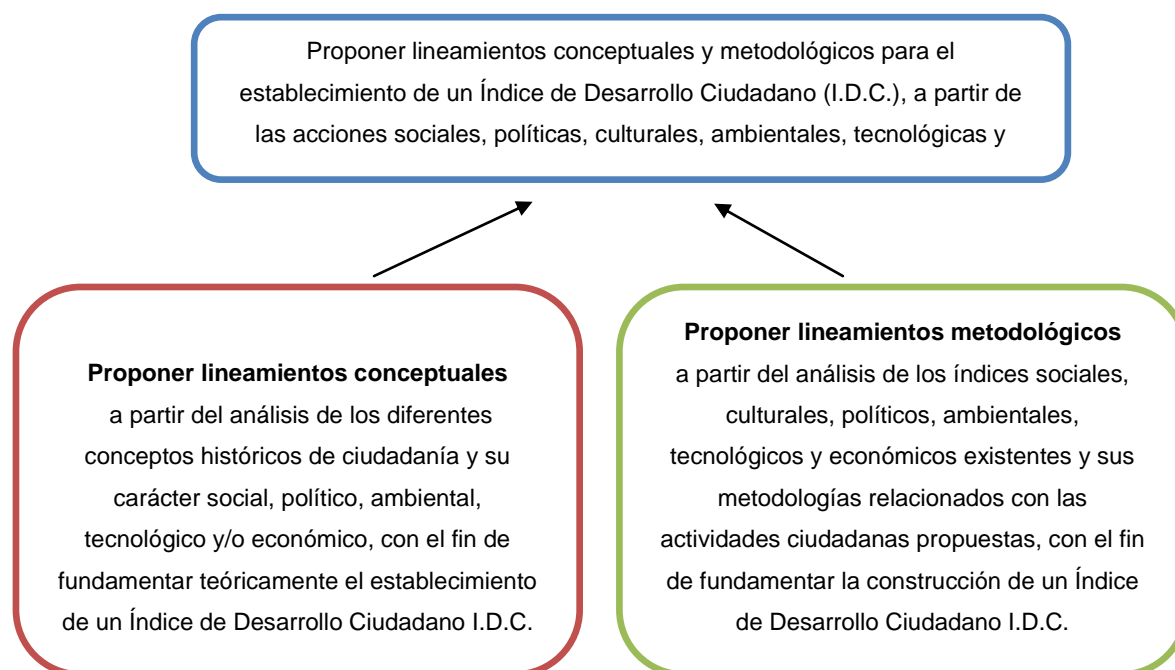 Proponer lineamientos conceptuales y metodológicos para el
establecimiento de un Índice de Desarrollo Ciudadano (I.D.C.), a partir de
las acciones sociales, políticas, culturales, ambientales, tecnológicas y
Proponer lineamientos conceptuales
a partir del análisis de los diferentes
conceptos históricos de ciudadanía y su
carácter social, político, ambiental,
tecnológico y/o económico, con el fin de
fundamentar teóricamente el establecimiento
de un Índice de Desarrollo Ciudadano I.D.C.
Proponer lineamientos metodológicos
a partir del análisis de los índices sociales,
culturales, políticos, ambientales,
tecnológicos y económicos existentes y sus
metodologías relacionados con las
actividades ciudadanas propuestas, con el fin
de fundamentar la construcción de un Índice
de Desarrollo Ciudadano I.D.C.